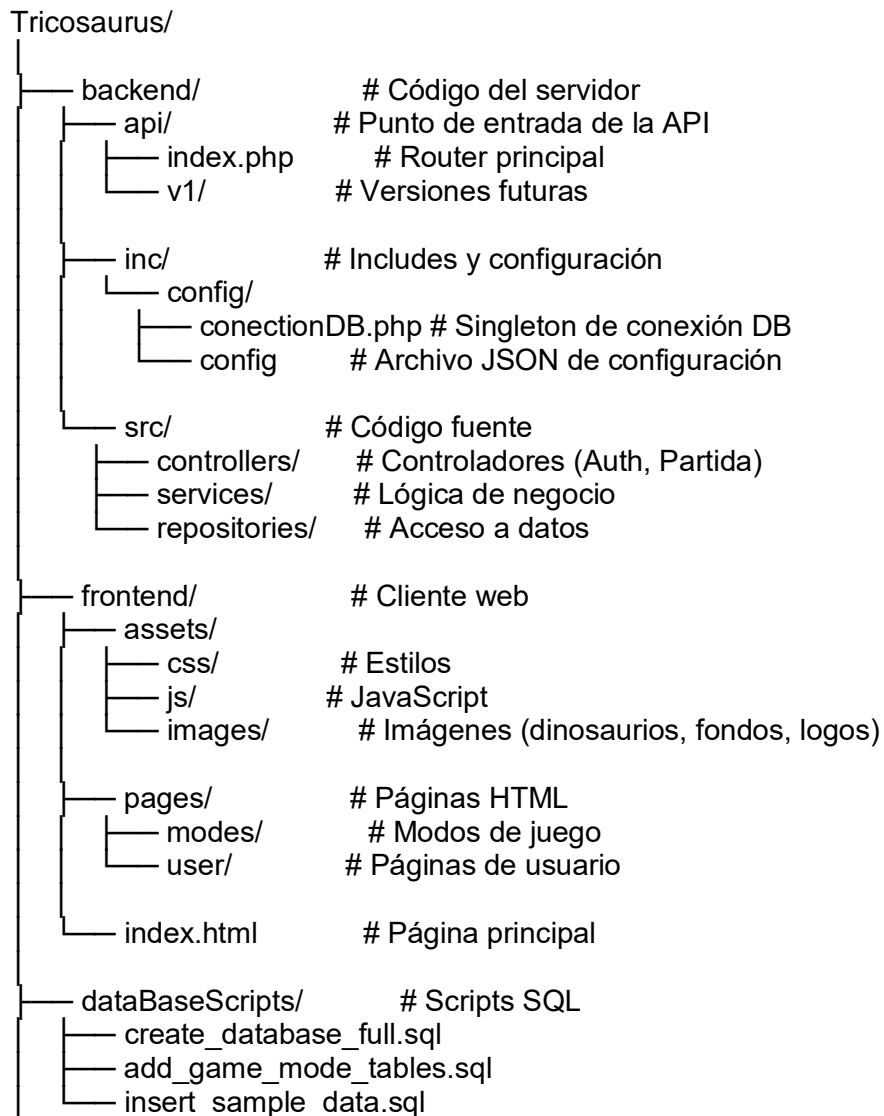 Tricosaurus/
│
├── backend/ # Código del servidor
│ ├── api/ # Punto de entrada de la API
│ │ ├── index.php # Router principal
│ │ └── v1/ # Versiones futuras
│ │
│ ├── inc/ # Includes y configuración
│ │ └── config/
│ │ ├── conectionDB.php # Singleton de conexión DB
│ │ └── config # Archivo JSON de configuración
│ │
│ └── src/ # Código fuente
│ ├── controllers/ # Controladores (Auth, Partida)
│ ├── services/ # Lógica de negocio
│ └── repositories/ # Acceso a datos
│
├── frontend/ # Cliente web
│ ├── assets/
│ │ ├── css/ # Estilos
│ │ ├── js/ # JavaScript
│ │ └── images/ # Imágenes (dinosaurios, fondos, logos)
│ │
│ ├── pages/ # Páginas HTML
│ │ ├── modes/ # Modos de juego
│ │ └── user/ # Páginas de usuario
│ │
│ └── index.html # Página principal
│
├── dataBaseScripts/ # Scripts SQL
│ ├── create_database_full.sql
│ ├── add_game_mode_tables.sql
│ └── insert_sample_data.sql